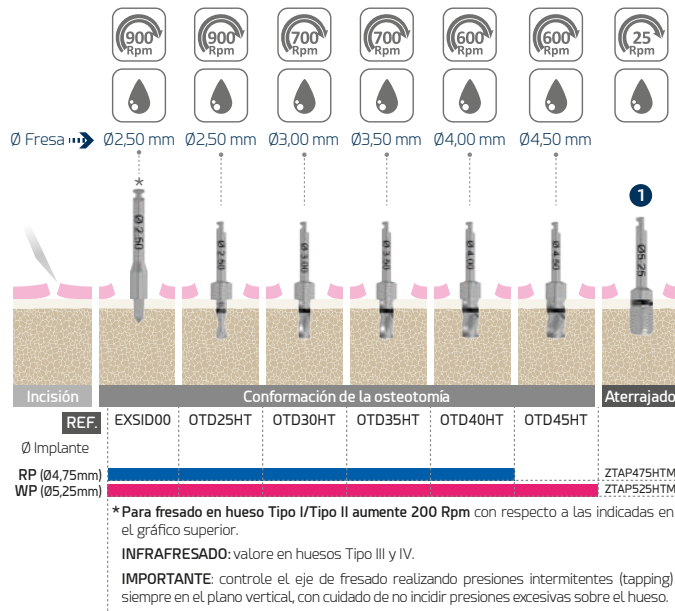 900 Rpm 900 Rpm 700 Rpm 700 Rpm 600 Rpm 600 Rpm 25 Rpm
Ø Fresa Ø2,50 mm Ø2,50 mm Ø3,00 mm Ø3,50 mm Ø4,00 mm Ø4,50 mm
*
1
Ø 2.50 Ø 2.50 Ø 3.00 Ø 3.50 Ø 4.00 Ø 4.50 Ø5.25
Incisión Conformación de la osteotomía Aterrajado
REF. EXSID00 OTD25HT OTD30HT OTD35HT OTD40HT OTD45HT
Ø Implante
RP (Ø4,75mm) ZTAP475HTM
WP (Ø5,25mm) ZTAP525HTM
*Para fresado en hueso Tipo I/Tipo II aumente 200 Rpm con respecto a las indicadas en
el gráfico superior.
INFRAFRESADO: valore en huesos Tipo III y IV.
IMPORTANTE: controle el eje de fresado realizando presiones intermitentes (tapping)
siempre en el plano vertical, con cuidado de no incidir presiones excesivas sobre el hueso.